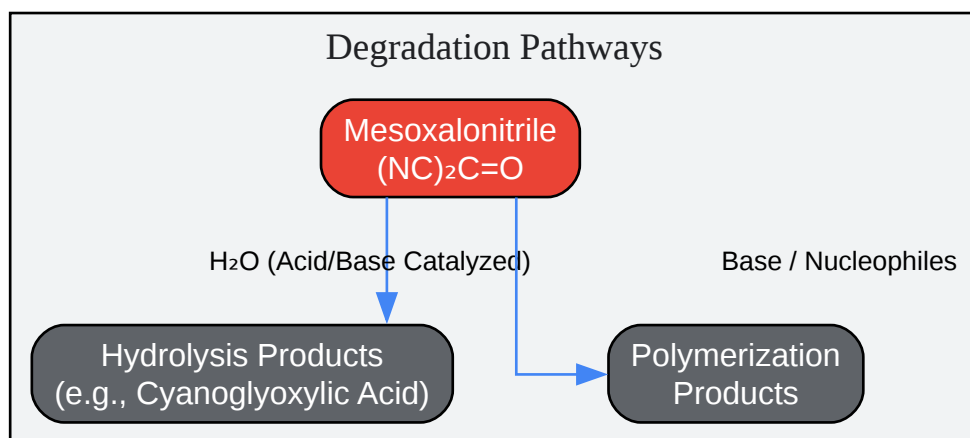 Degradation Pathways
Mesoxalonitrile
(NC)₂C=O
H₂O (Acid/Base Catalyzed)
Base / Nucleophiles
Hydrolysis Products
(e.g., Cyanoglyoxylic Acid)
Polymerization
Products